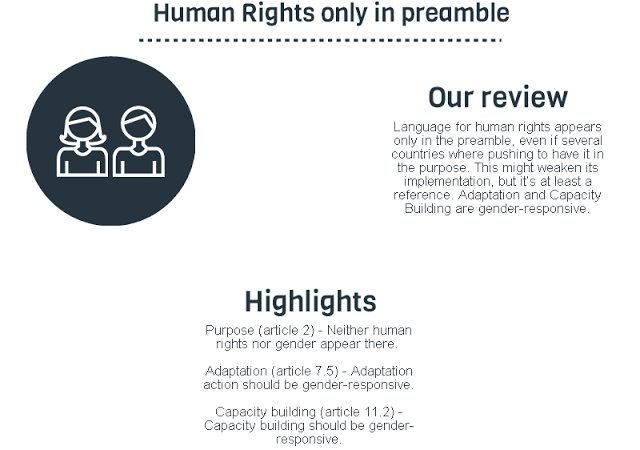 Human Rights only in preamble
Our review
Language for human rights appears
only in the preamble, even if several
countries where pushing to have it in
the purpose. This might weaken its
implementation, but it's at least a
reference. Adaptation and Capacity
Building are gender-responsive.
Highlights
Purpose (article 2) - Neither human
rights nor gender appear there.
Adaptation (article 7.5) - Adaptation
action should be gender-responsive.
Capacity building (article 11.2) -
Capacity building should be gender-
responsive.